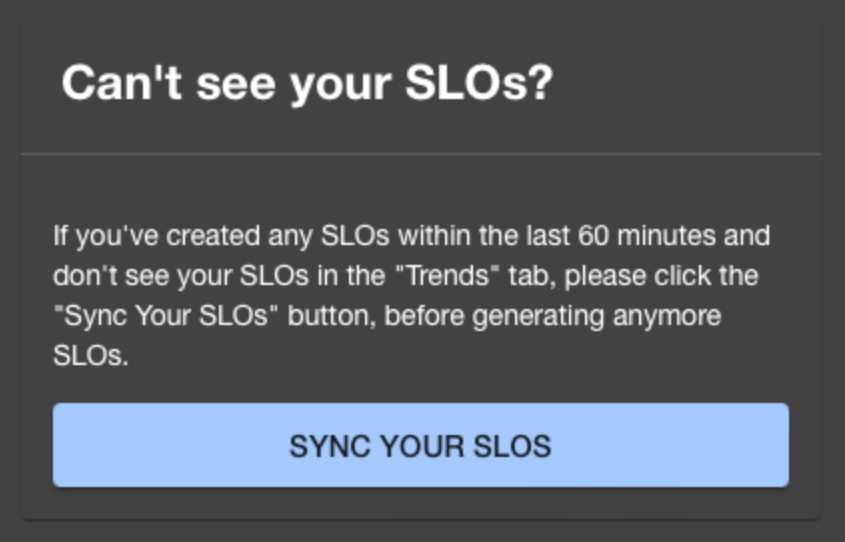 Can't see your SLOs?
If you've created any SLOs within the last 60 minutes and
don't see your SLOs in the "Trends" tab, please click the
"Sync Your SLOs" button, before generating anymore
SLOs.
SYNC YOUR SLOS